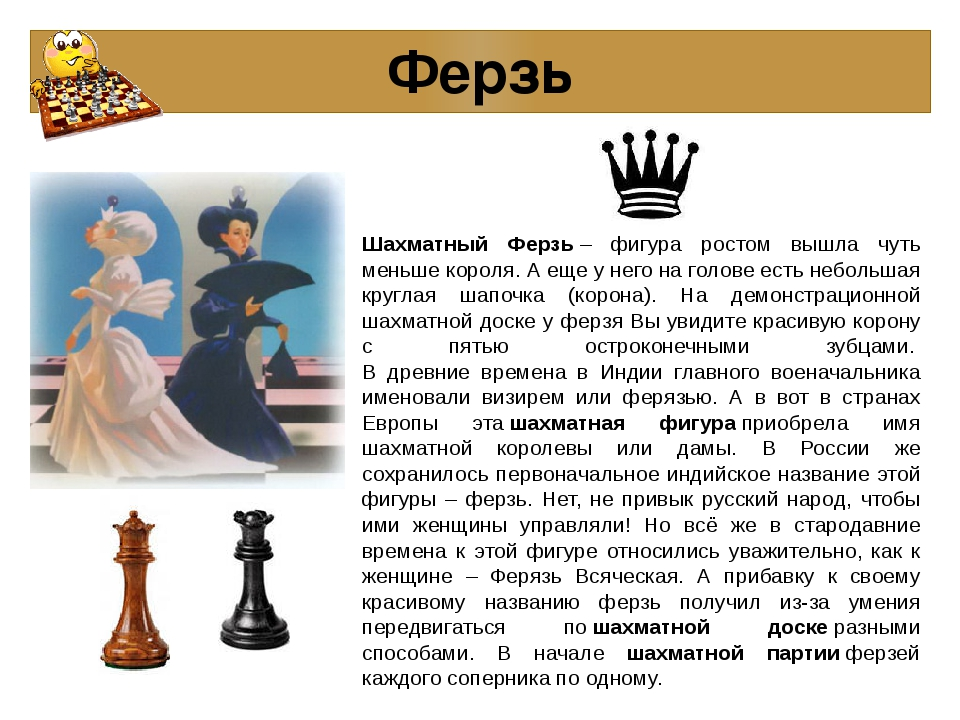 Ферзь
Шахматный Ферзь – фигура ростом вышла чуть
меньше короля. А еще у него на голове есть небольшая
круглая шапочка (корона). На демонстрационной
шахматной доске у ферзя Вы увидите красивую корону
с пятью остроконечными зубцами.
В древние времена в Индии главного военачальника
именовали визирем или ферязью. А в вот в странах
Европы эта шахматная фигура приобрела имя
шахматной королевы или дамы. В России же
сохранилось первоначальное индийское название этой
фигуры – ферзь. Нет, не привык русский народ, чтобы
ими женщины управляли! Но всё же в стародавние
времена к этой фигуре относились уважительно, как к
женщине – Ферязь Всяческая. А прибавку к своему
красивому названию ферзь получил из-за умения
передвигаться по шахматной доске разными
способами. В начале шахматной партии ферзей
каждого соперника по одному.